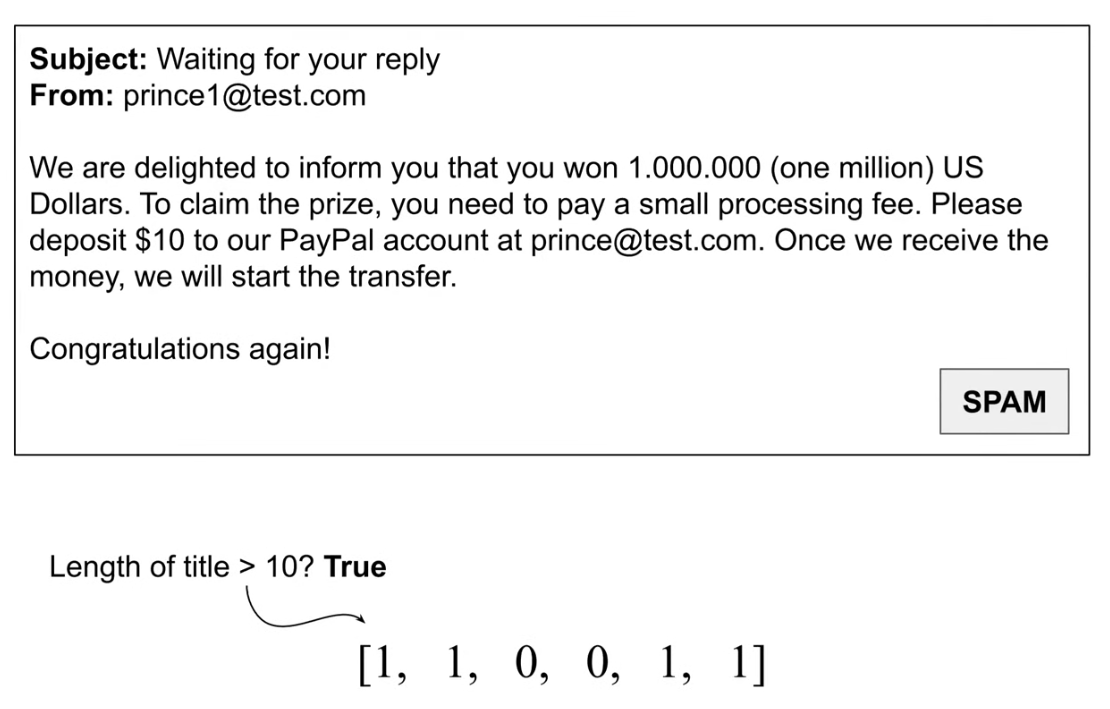 Subject: Waiting for your reply
From: prince1@test.com
We are delighted to inform you that you won 1.000.000 (one million) US
Dollars. To claim the prize, you need to pay a small processing fee. Please
deposit $10 to our PayPal account at prince@test.com. Once we receive the
money, we will start the transfer.
Congratulations again!
SPAM
Length of title > 10? True
[1, 1, 0, 0, 1, 1]